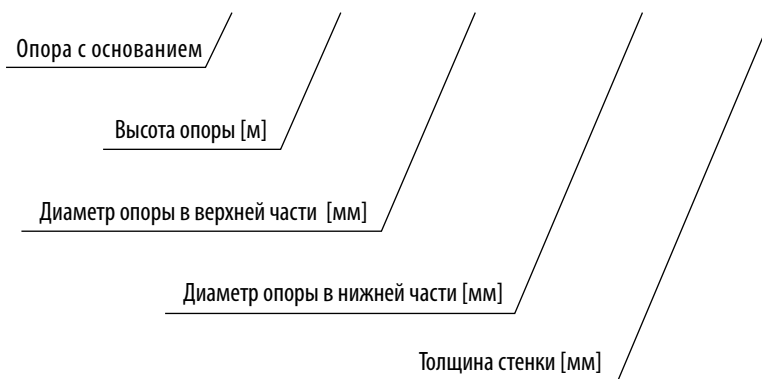 Опора с основанием
Высота опоры [м]
Диаметр опоры в верхней части [мм]
Диаметр опоры в нижней части [мм]
Толщина стенки [мм]